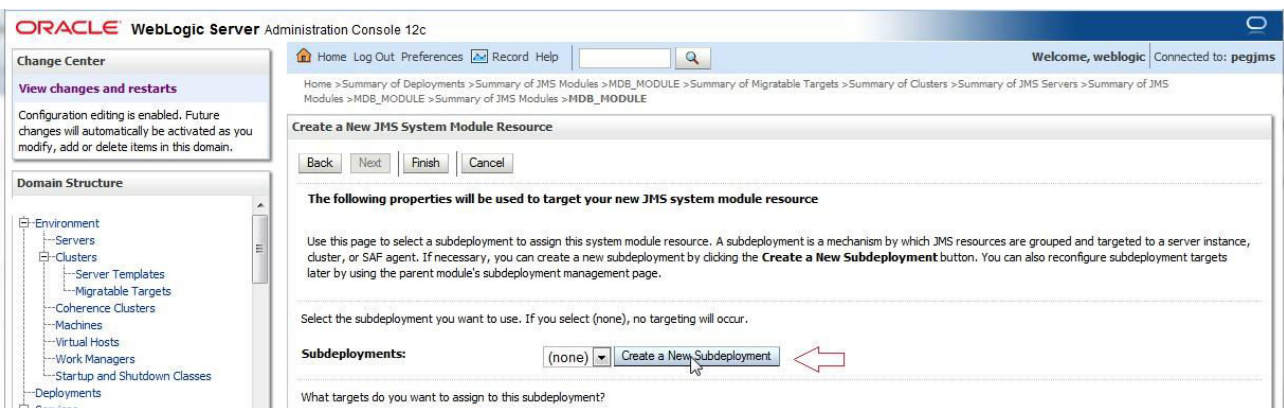 ORACLE WebLogic Server Administration Console 12c
Change Center
View changes and restarts
Configuration editing is enabled. Future
changes will automatically be activated as you
modify, add or delete items in this domain.
Domain Structure
Environment
Servers
Clusters
Server Templates
Migratable Targets
Coherence Clusters
Machines
Virtual Hosts
Work Managers
Startup and Shutdown Classes
Deployments
Services
Home Log Out Preferences Record Help
Welcome, weblogic Connected to: pegjms
Home >Summary of Deployments >Summary of JMS Modules >MDB_MODULE >Summary of Migratable Targets >Summary of Clusters >Summary of JMS Servers >Summary of JMS
Modules >MDB_MODULE >Summary of JMS Modules >MDB_MODULE
Create a New JMS System Module Resource
Back Next Finish Cancel
The following properties will be used to target your new JMS system module resource
Use this page to select a subdeployment to assign this system module resource. A subdeployment is a mechanism by which JMS resources are grouped and targeted to a server instance,
cluster, or SAF agent. If necessary, you can create a new subdeployment by clicking the Create a New Subdeployment button. You can also reconfigure subdeployment targets
later by using the parent module's subdeployment management page.
Select the subdeployment you want to use. If you select (none), no targeting will occur.
Subdeployments: (none) Create a New Subdeployment
What targets do you want to assign to this subdeployment?